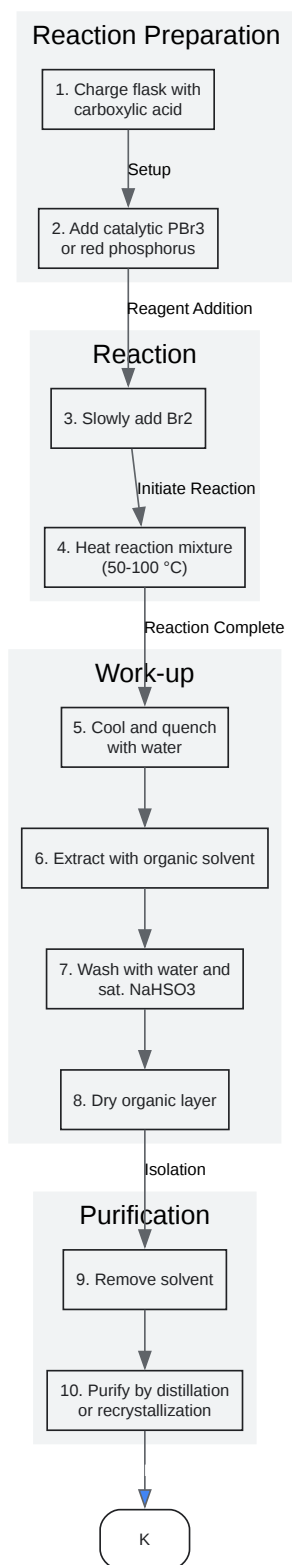 Reaction Preparation
1. Charge flask with
carboxylic acid
Setup
2. Add catalytic PBr3
or red phosphorus
Reagent Addition
Reaction
3. Slowly add Br2
Initiate Reaction
4. Heat reaction mixture
(50-100 °C)
Reaction Complete
Work-up
5. Cool and quench
with water
6. Extract with organic solvent
7. Wash with water and
sat. NaHSO3
8. Dry organic layer
Isolation
Purification
9. Remove solvent
10. Purify by distillation
or recrystallization
K